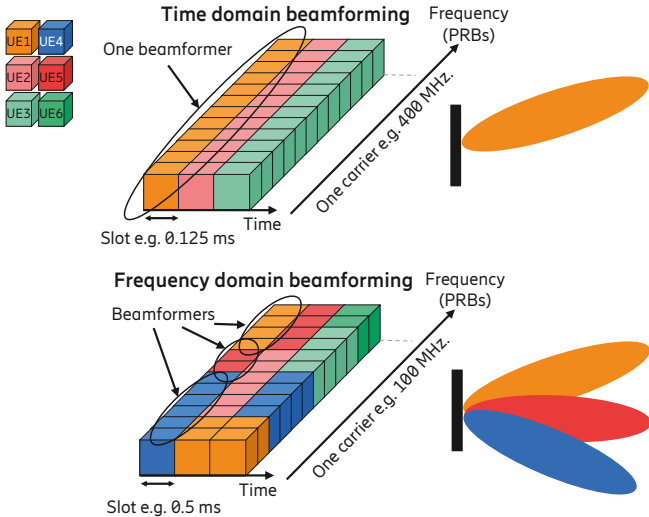 Time domain beamforming
Frequency
(PRBs)
UE1 UE4
UE2 UE5
UE3 UE6
One beamformer
One carrier e.g. 400 MHz.
Time
Slot e.g. 0.125 ms
Frequency domain beamforming
Frequency
(PRBs)
Beamformers
One carrier e.g. 100 MHz.
Time
Slot e.g. 0.5 ms